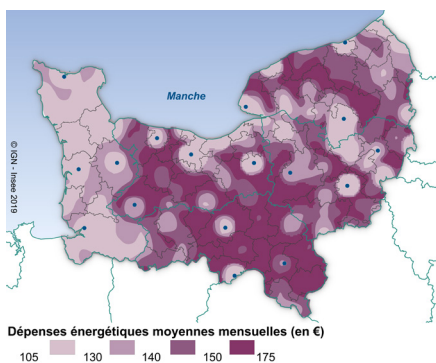 Manche
© IGN - Insee 2019
Dépenses énergétiques moyennes mensuelles (en €)
105 130 140 150 175